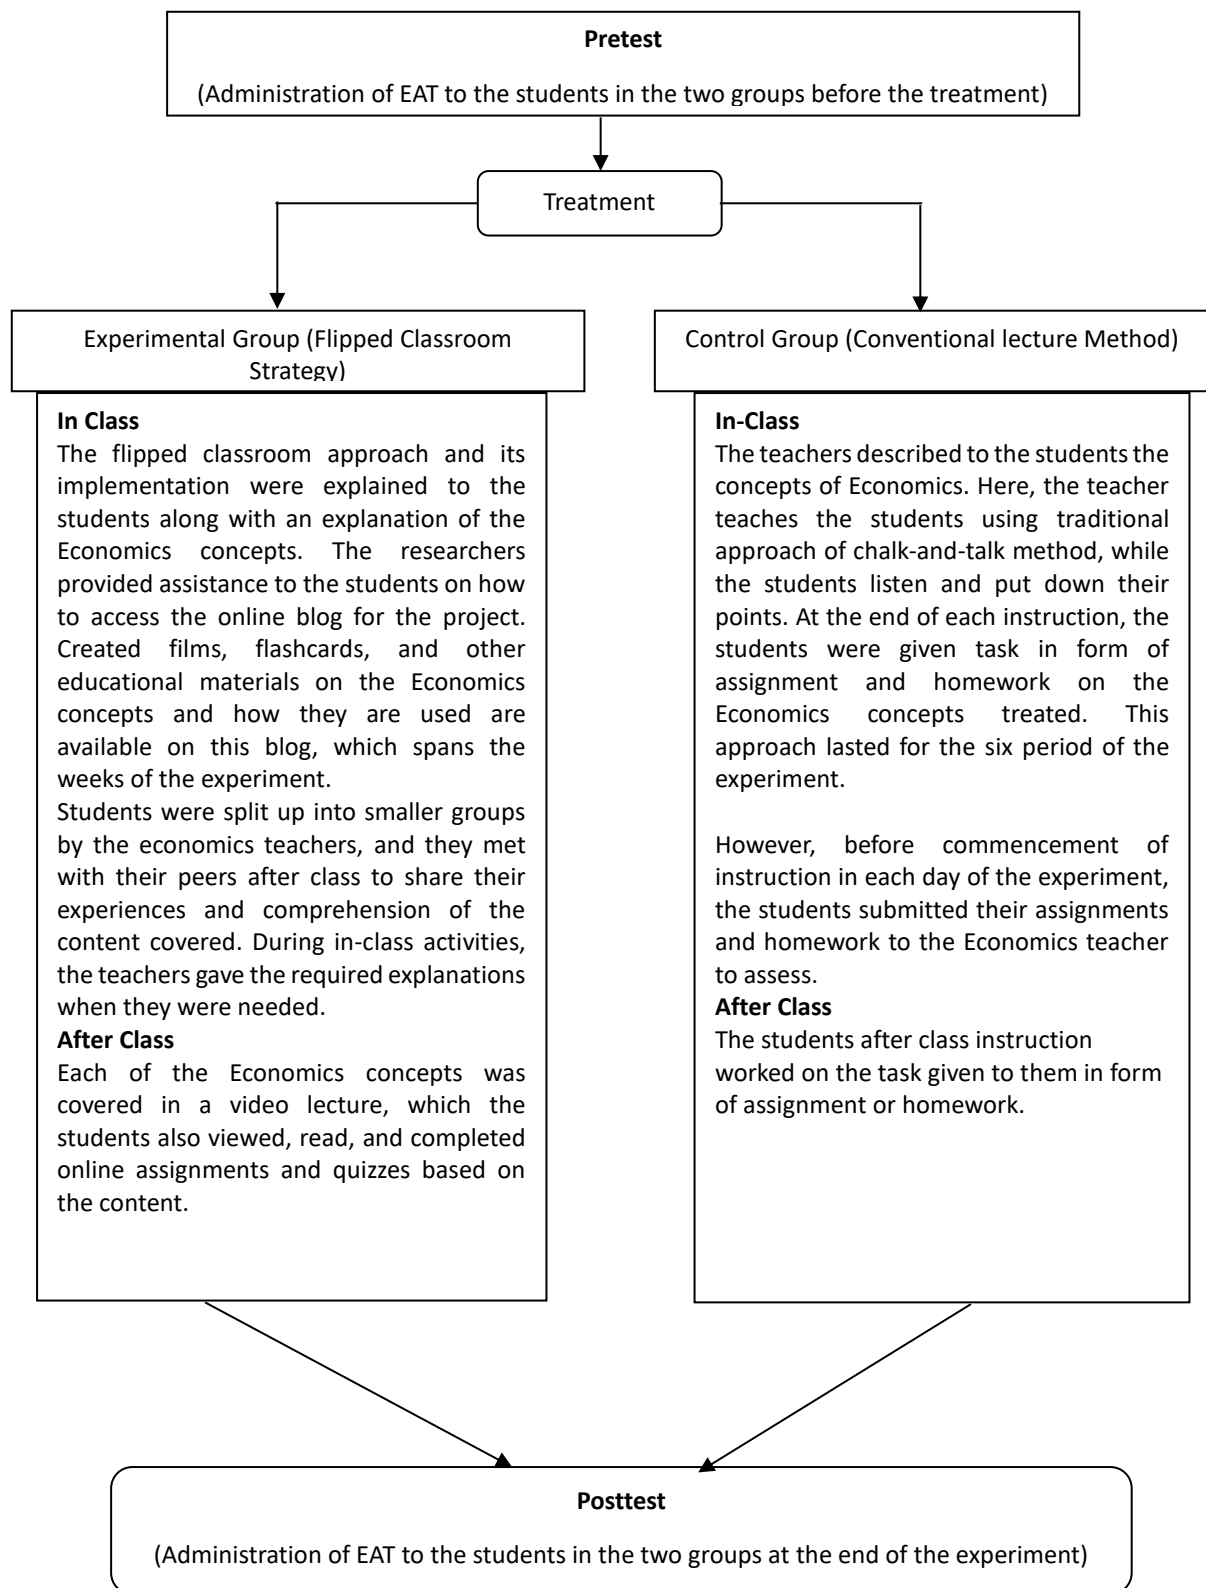 Pretest
(Administration of EAT to the students in the two groups before the treatment)
Treatment
Experimental Group (Flipped Classroom
Strategy)
In Class
The flipped classroom approach and its
implementation were explained to the
students along with an explanation of the
Economics concepts. The researchers
provided assistance to the students on how
to access the online blog for the project.
Created films, flashcards, and other
educational materials on the Economics
concepts and how they are used are
available on this blog, which spans the
weeks of the experiment.
Students were split up into smaller groups
by the economics teachers, and they met
with their peers after class to share their
experiences and comprehension of the
content covered. During in-class activities,
the teachers gave the required explanations
when they were needed.
After Class
Each of the Economics concepts was
covered in a video lecture, which the
students also viewed, read, and completed
online assignments and quizzes based on
the content.
Control Group (Conventional lecture Method)
In-Class
The teachers described to the students the
concepts of Economics. Here, the teacher
teaches the students using traditional
approach of chalk-and-talk method, while
the students listen and put down their
points. At the end of each instruction, the
students were given task in form of
assignment and homework on the
Economics concepts treated. This
approach lasted for the six period of the
experiment.
However, before commencement of
instruction in each day of the experiment,
the students submitted their assignments
and homework to the Economics teacher
to assess.
After Class
The students after class instruction
worked on the task given to them in form
of assignment or homework.
Posttest
(Administration of EAT to the students in the two groups at the end of the experiment)